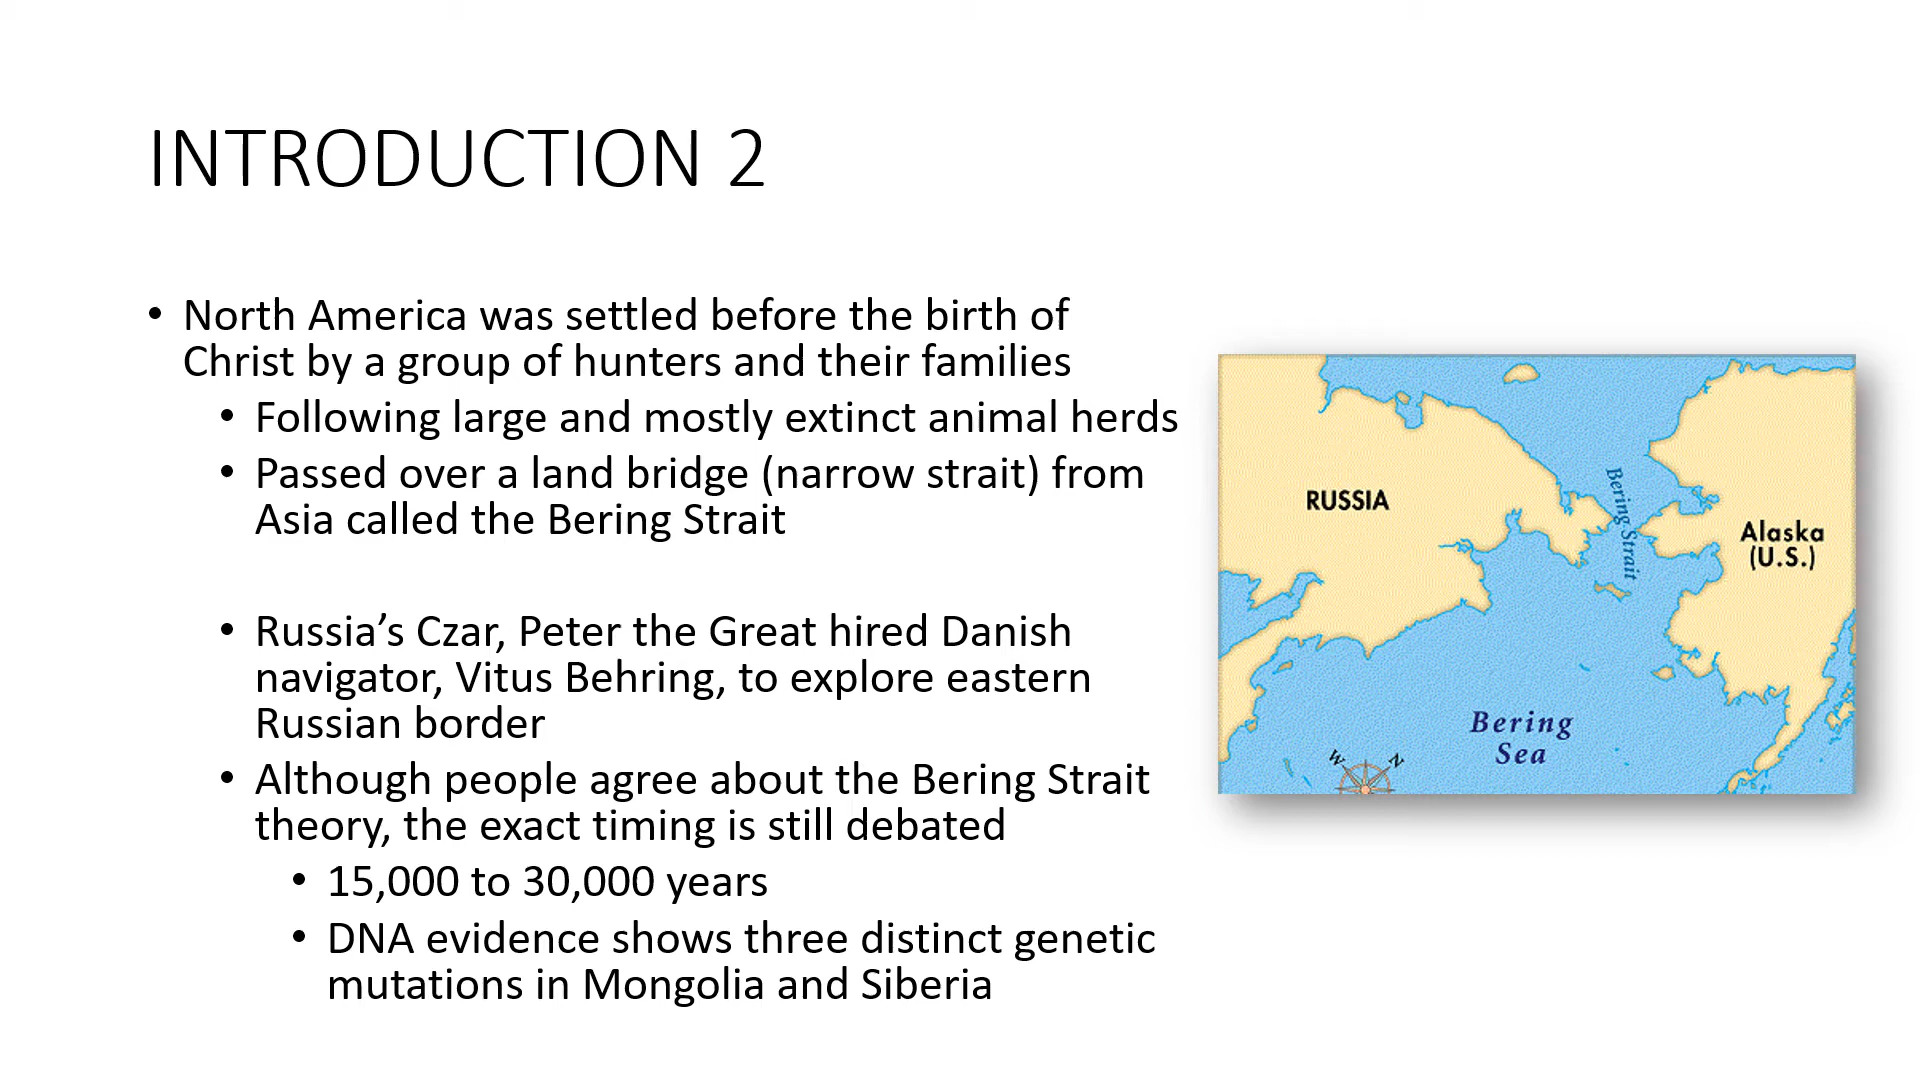 INTRODUCTION 2
• North America was settled before the birth of
Christ by a group of hunters and their families
• Following large and mostly extinct animal herds
• Passed over a land bridge (narrow strait) from
Asia called the Bering Strait
• Russia’s Czar, Peter the Great hired Danish
navigator, Vitus Behring, to explore eastern
Russian border
• Although people agree about the Bering Strait
theory, the exact timing is still debated
• 15,000 to 30,000 years
• DNA evidence shows three distinct genetic
mutations in Mongolia and Siberia
RUSSIA
Bering Strait
Alaska
(U.S.)
Bering
Sea
W
N